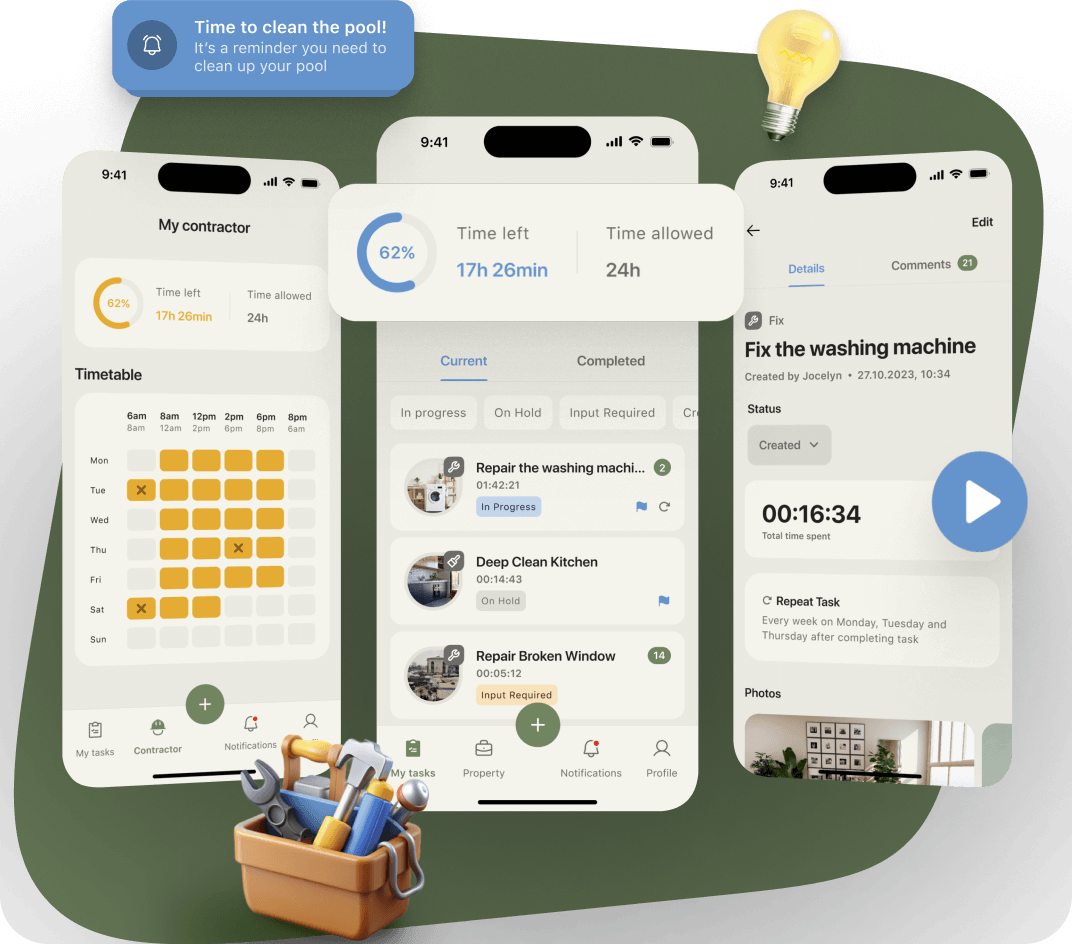 Time to clean the pool!
It's a reminder you need to
clean up your pool
9:41
My contractor
62%
Time left
17h 26min
Time allowed
24h
Timetable
6am 8am 12pm 2pm 6pm 8pm
8am 12am 2pm 6pm 8pm 6am
Mon
Tue
Wed
Thu
Fri
Sat
Sun
My tasks
Contractor
Notifications
9:41
62%
Time left
17h 26min
Time allowed
24h
Current
Completed
In progress
On Hold
Input Required
Cr
Repair the washing machi...
2
01:42:21
In Progress
Deep Clean Kitchen
00:14:43
On Hold
Repair Broken Window
14
00:05:12
Input Required
My tasks
Property
Notifications
Profile
9:41
Edit
Details
Comments
21
Fix
Fix the washing machine
Created by Jocelyn • 27.10.2023, 10:34
Status
Created
00:16:34
Total time spent
Repeat Task
Every week on Monday, Tuesday and
Thursday after completing task
Photos